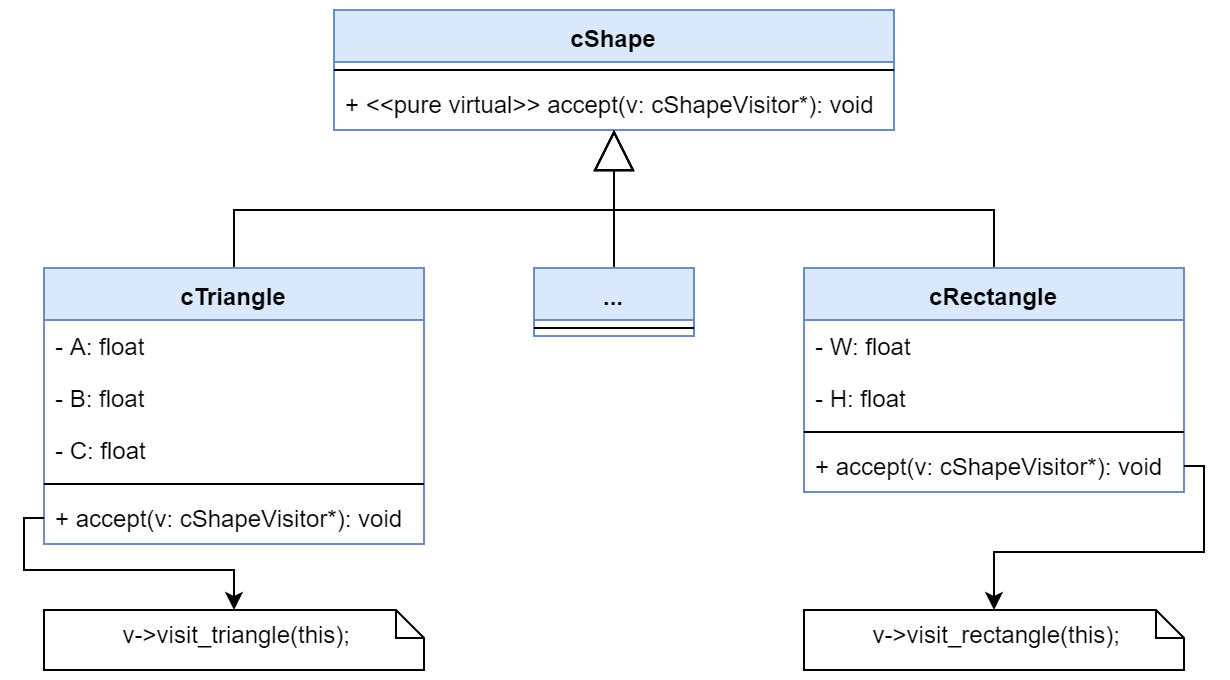 cShape
+ <<pure virtual>> accept(v: cShapeVisitor*): void
cTriangle
- A: float
- B: float
- C: float
+ accept(v: cShapeVisitor*): void
v->visit_triangle(this);
...
cRectangle
- W: float
- H: float
+ accept(v: cShapeVisitor*): void
v->visit_rectangle(this);